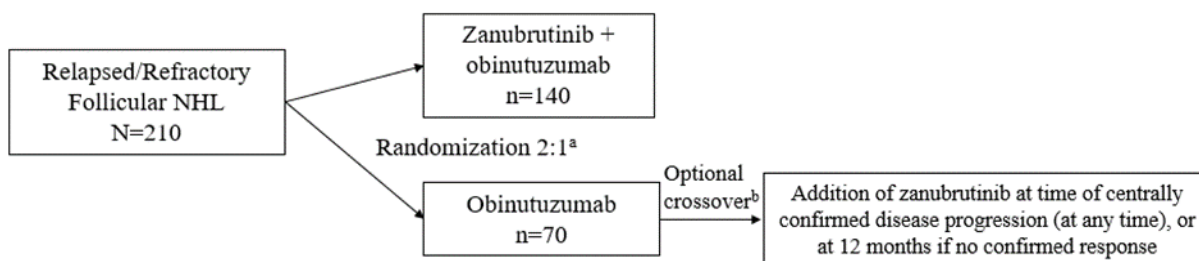 Relapsed/Refractory
Follicular NHL
N=210
Zanubrutinib +
obinutuzumab
n=140
Randomization 2:1ᵃ
Obinutuzumab
n=70
Optional
crossoverᵇ
Addition of zanubrutinib at time of centrally
confirmed disease progression (at any time), or
at 12 months if no confirmed response